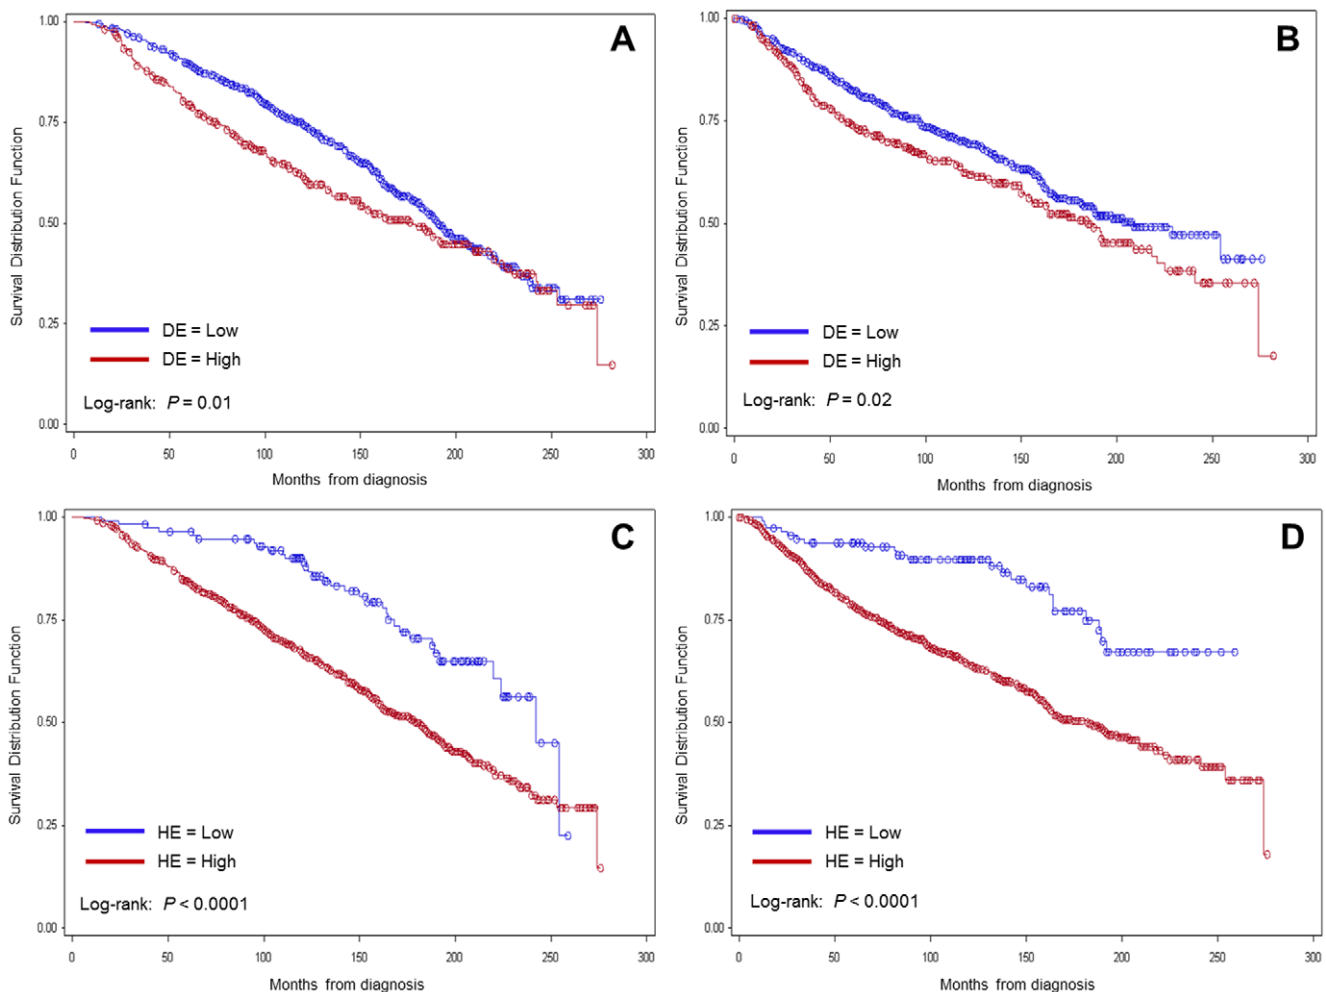 A
1.00
0.75
0.50
0.25
0.00
Survival Distribution Function
DE = Low
DE = High
Log-rank: P = 0.01
0 50 100 150 200 250 300
Months from diagnosis
B
1.00
0.75
0.50
0.25
0.00
Survival Distribution Function
DE = Low
DE = High
Log-rank: P = 0.02
0 50 100 150 200 250 300
Months from diagnosis
C
1.00
0.75
0.50
0.25
0.00
Survival Distribution Function
HE = Low
HE = High
Log-rank: P < 0.0001
0 50 100 150 200 250 300
Months from diagnosis
D
1.00
0.75
0.50
0.25
0.00
Survival Distribution Function
HE = Low
HE = High
Log-rank: P < 0.0001
0 50 100 150 200 250 300
Months from diagnosis